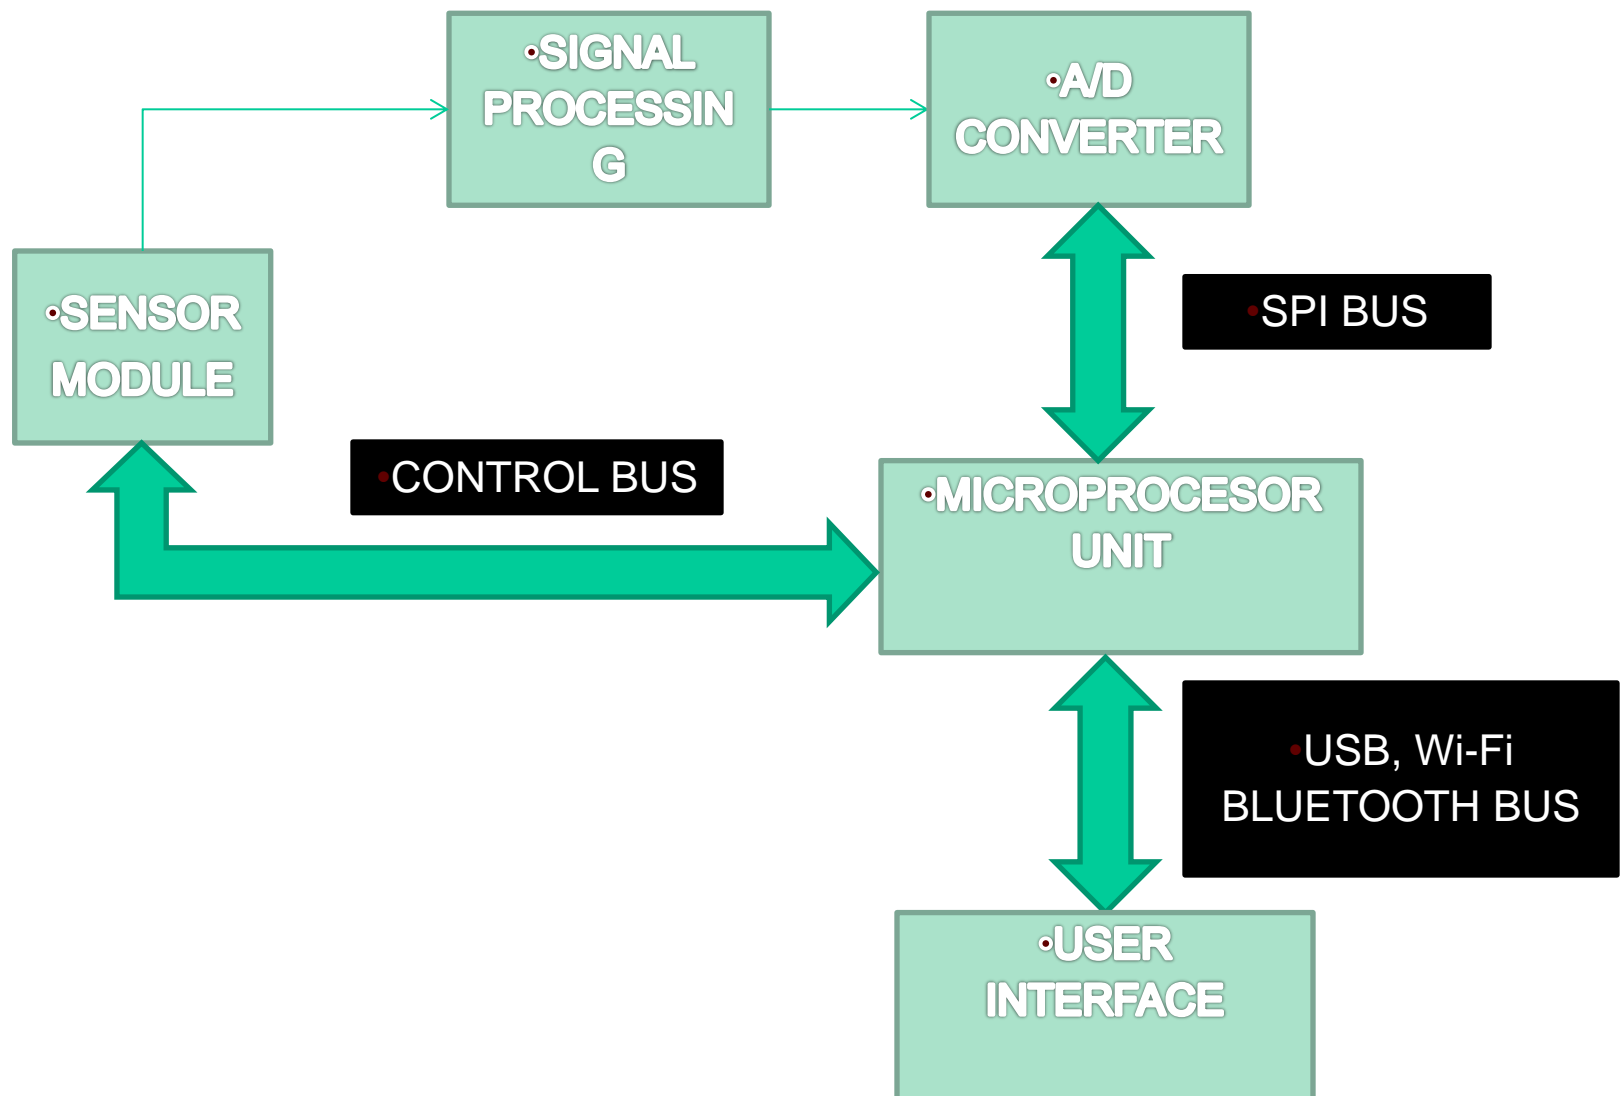 •SIGNAL
PROCESSIN
G
•A/D
CONVERTER
•SENSOR
MODULE
•SPI BUS
•CONTROL BUS
•MICROPROCESOR
UNIT
•USB, Wi-Fi
BLUETOOTH BUS
•USER
INTERFACE